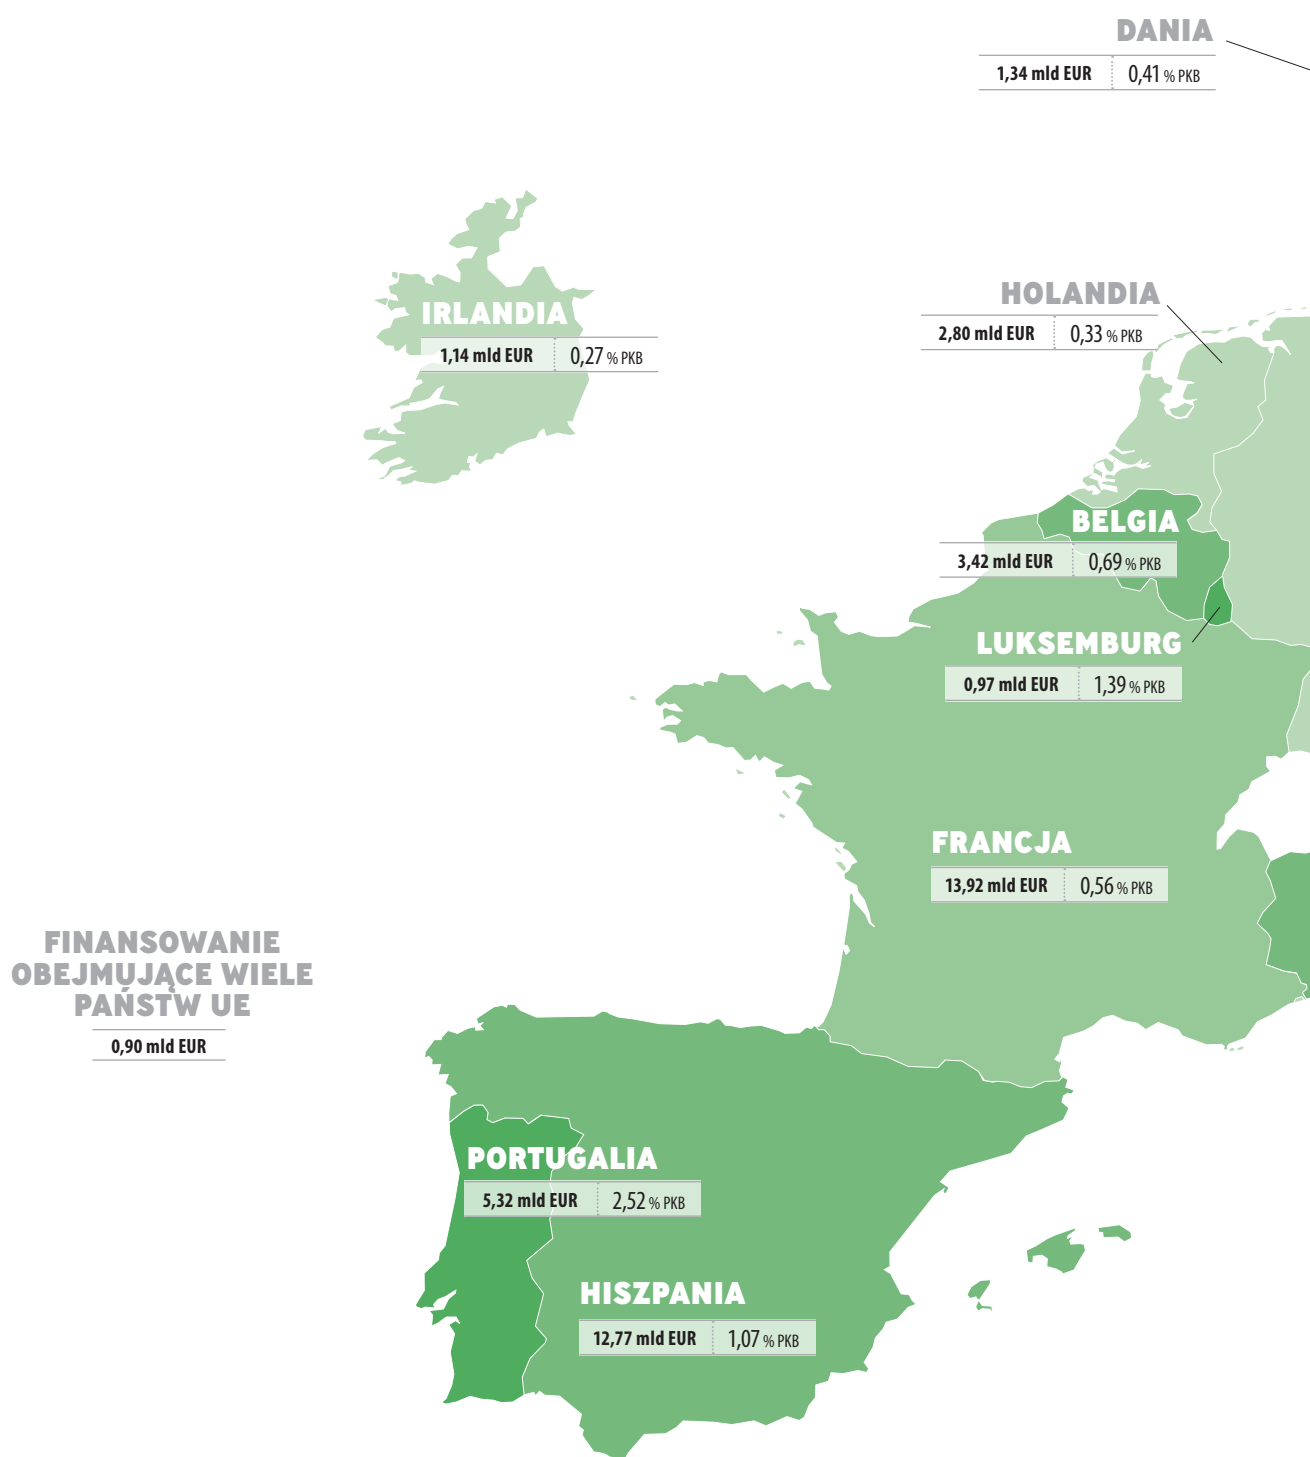 DANIA
1,34 mld EUR 0,41 % PKB
IRLANDIA
1,14 mld EUR 0,27 % PKB
HOLANDIA
2,80 mld EUR 0,33 % PKB
BELGIA
3,42 mld EUR 0,69 % PKB
LUKSEMBURG
0,97 mld EUR 1,39 % PKB
FRANCJA
13,92 mld EUR 0,56 % PKB
FINANSOWANIE
OBEJMUJĄCE WIELE
PAŃSTW UE
0,90 mld EUR
PORTUGALIA
5,32 mld EUR 2,52 % PKB
HISZPANIA
12,77 mld EUR 1,07 % PKB